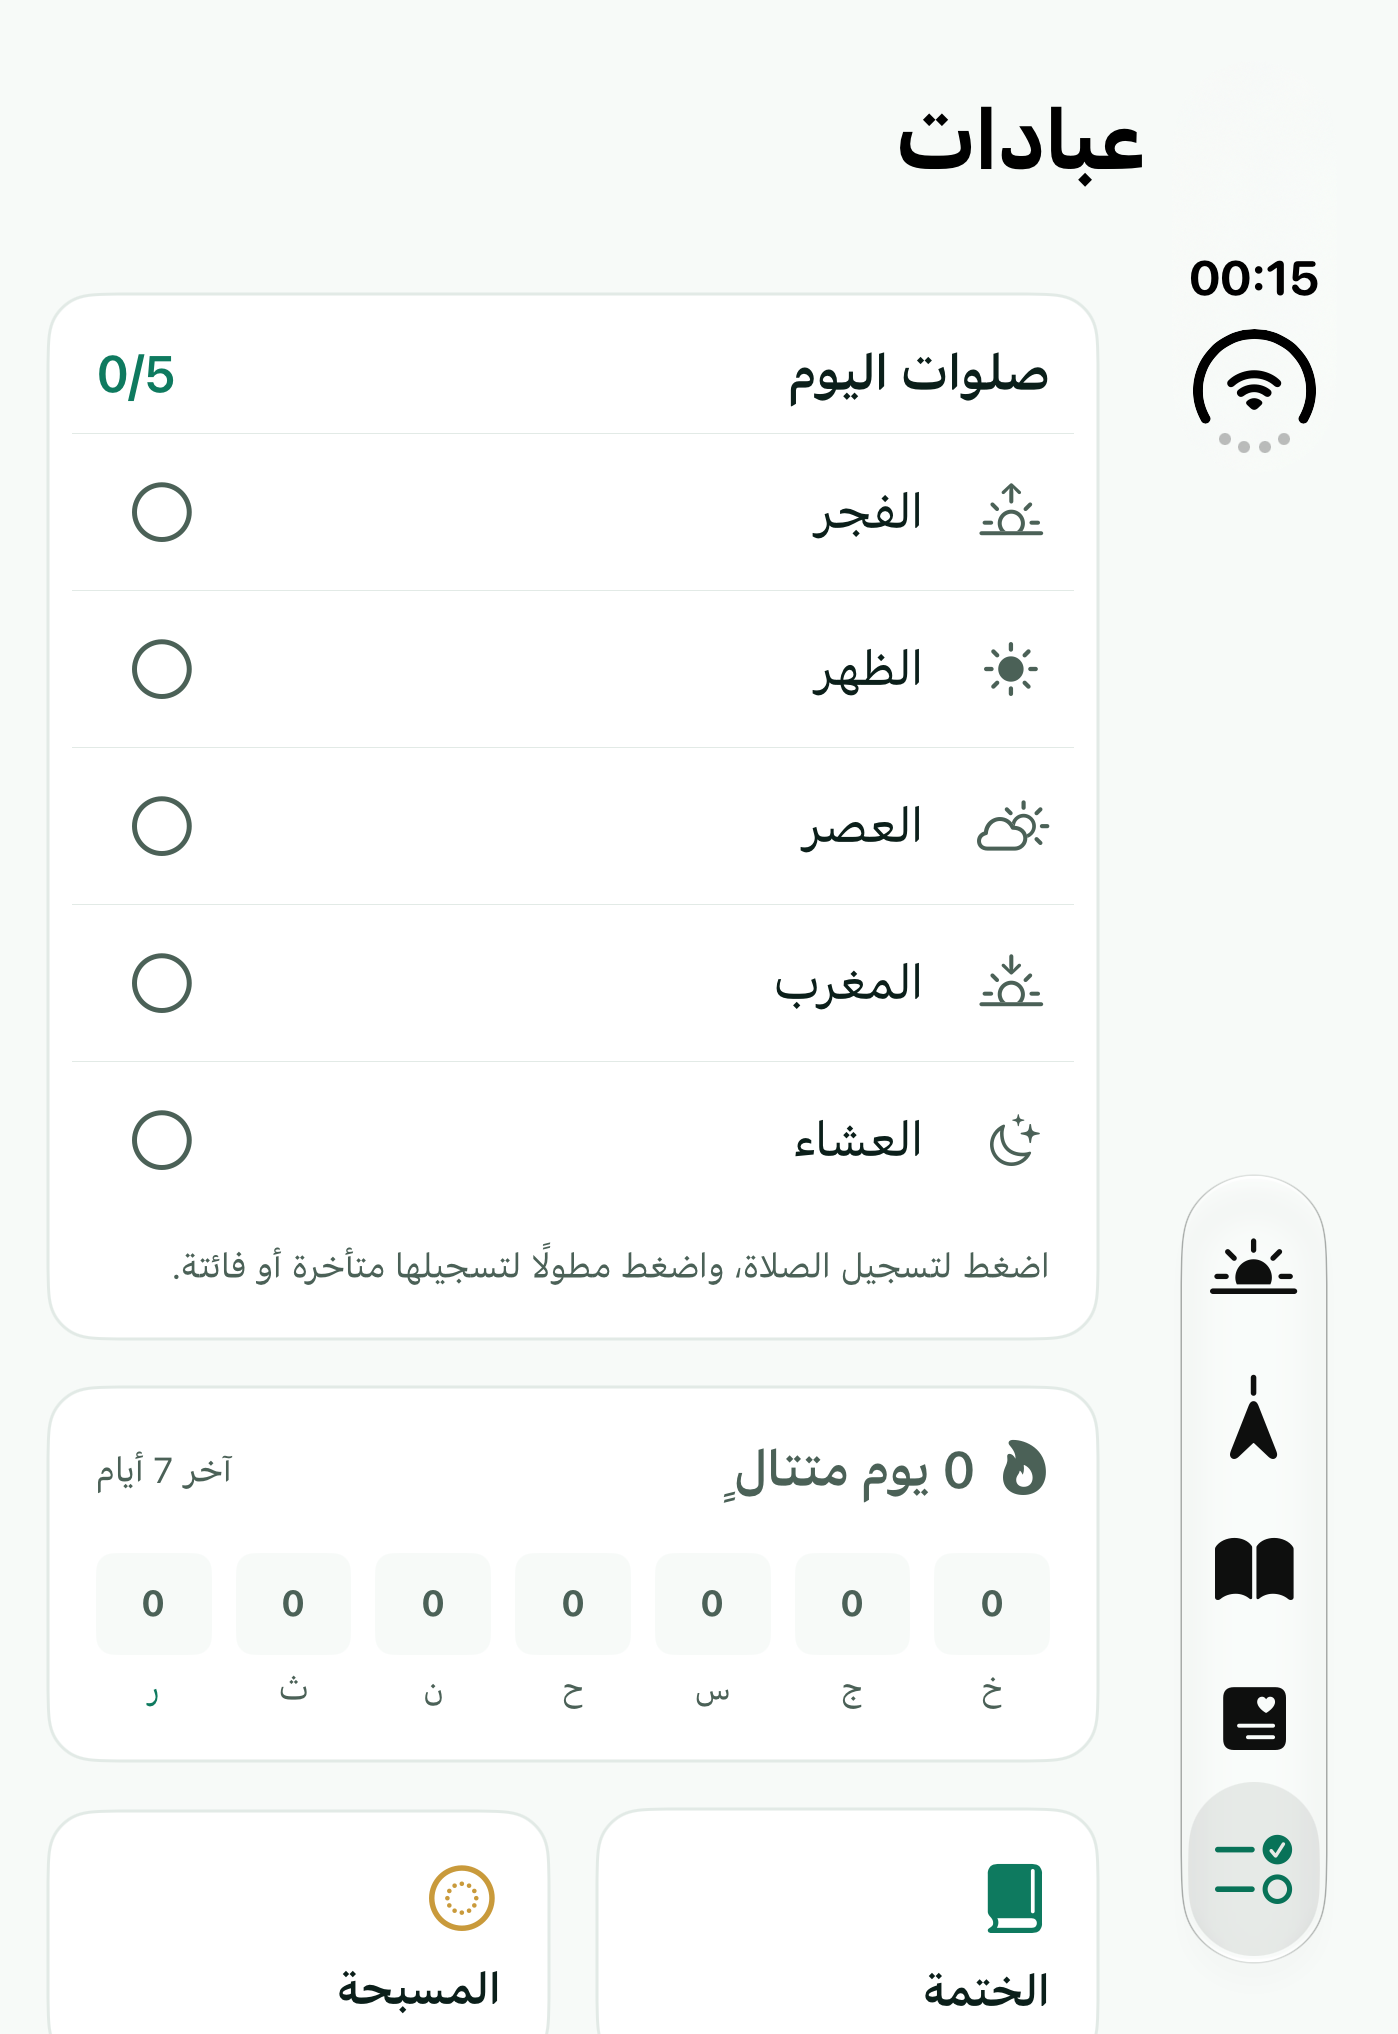 عبادات
00:15
صلوات اليوم 0/5
الفجر
الظهر
العصر
المغرب
العشاء
اضغط لتسجيل الصلاة، واضغط مطولًا لتسجيلها متأخرة أو فائتة.
0 يوم متتالٍ آخر 7 أيام
0 0 0 0 0 0 0
خ ج س ح ن ث ر
الختمة المسبحة